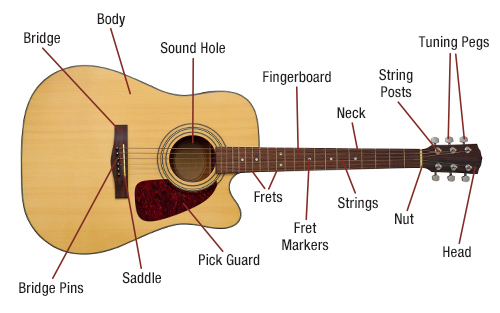 Body
Bridge
Sound Hole
Tuning Pegs
Fingerboard
String
Posts
Neck
Frets
Fret
Markers
Strings
Nut
Head
Pick Guard
Saddle
Bridge Pins